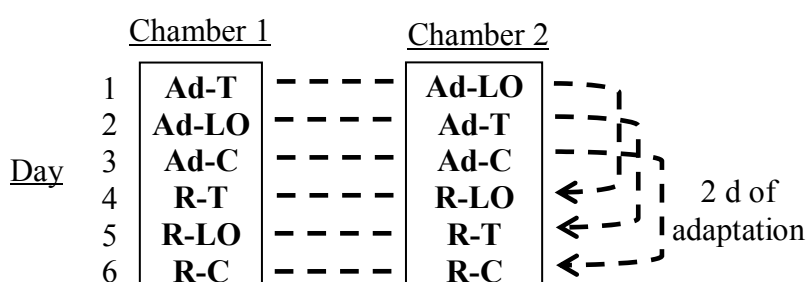 Chamber 1 Chamber 2
1 Ad-T Ad-LO
2 Ad-LO Ad-T
Day 3 Ad-C Ad-C
4 R-T R-LO 2 d of
5 R-LO R-T adaptation
6 R-C R-C